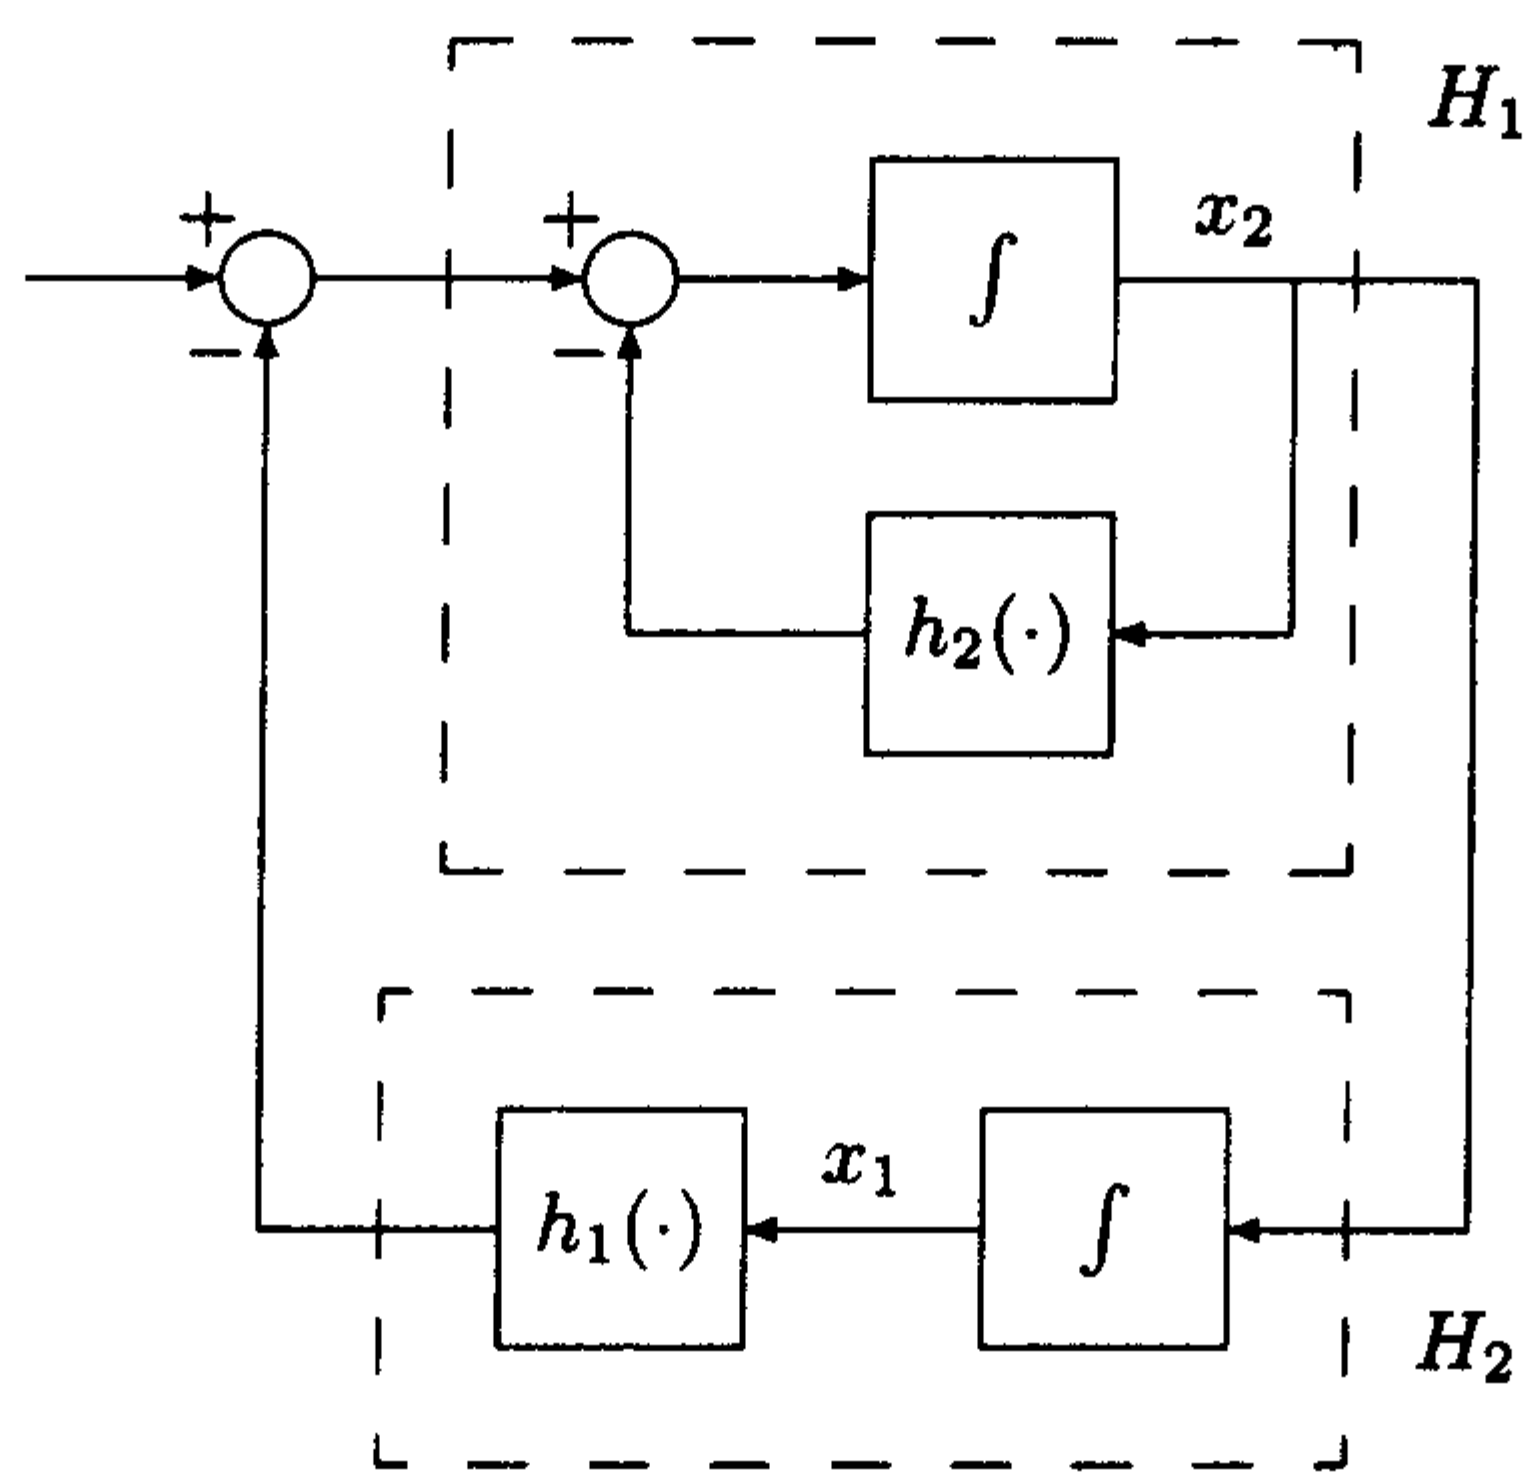 H₁
+
+
∫
x₂
−
−
h₂(·)
h₁(·)
x₁
∫
H₂